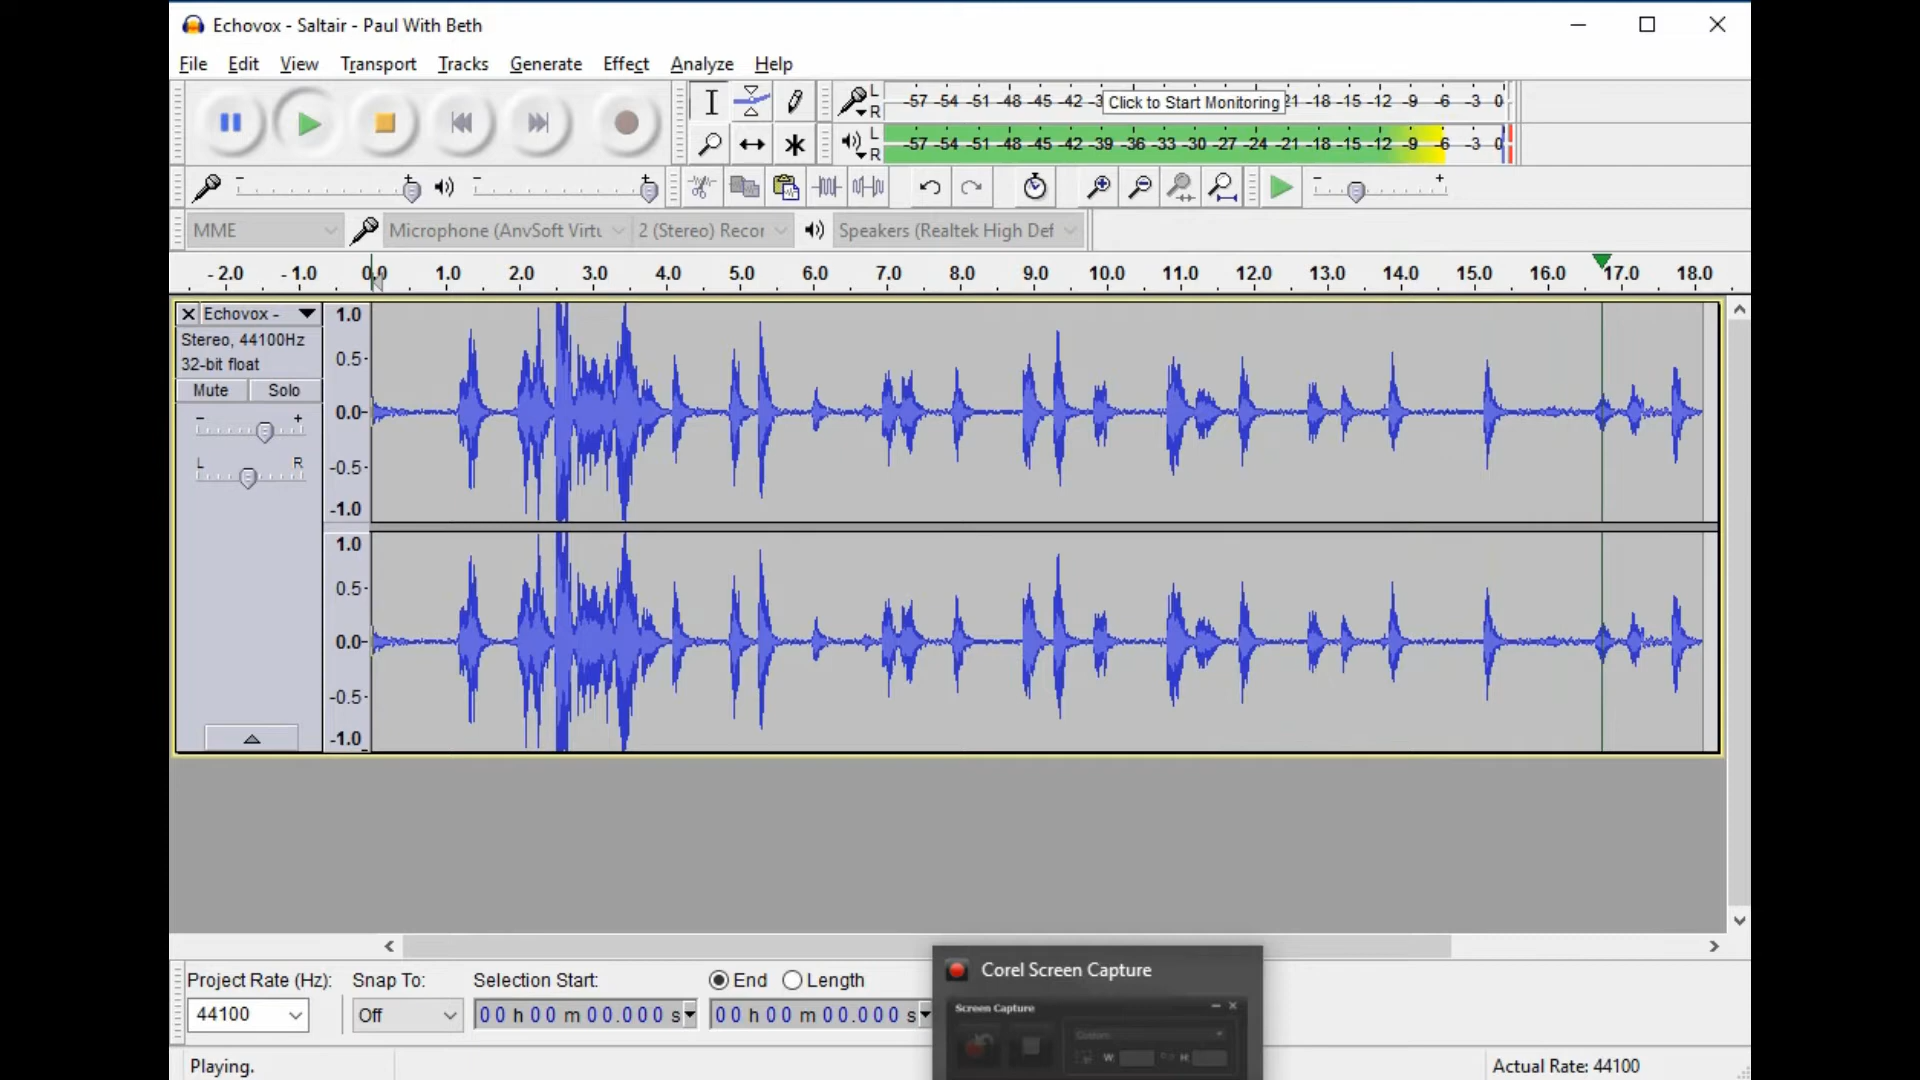 Echovox - Saltair - Paul With Beth
File Edit View Transport Tracks Generate Effect Analyze Help
L R -57 -54 -51 -48 -45 -42 -3 Click to Start Monitoring 21 -18 -15 -12 -9 -6 -3 0
L R -57 -54 -51 -48 -45 -42 -39 -36 -33 -30 -27 -24 -21 -18 -15 -12 -9 -6 -3 0
- + - + - +
MME Microphone (AnvSoft Virtu 2 (Stereo) Recor Speakers (Realtek High Def
- 2.0 - 1.0 0.0 1.0 2.0 3.0 4.0 5.0 6.0 7.0 8.0 9.0 10.0 11.0 12.0 13.0 14.0 15.0 16.0 17.0 18.0
Echovox - 1.0
Stereo, 44100Hz
32-bit float 0.5
Mute Solo
- + 0.0
L R -0.5
-1.0
1.0
0.5
0.0
-0.5
-1.0
Project Rate (Hz): Snap To: Selection Start: End Length
44100 Off 00 h 00 m 00.000 s 00 h 00 m 00.000 s
Corel Screen Capture
Screen Capture
Custom
W: H:
Playing. Actual Rate: 44100